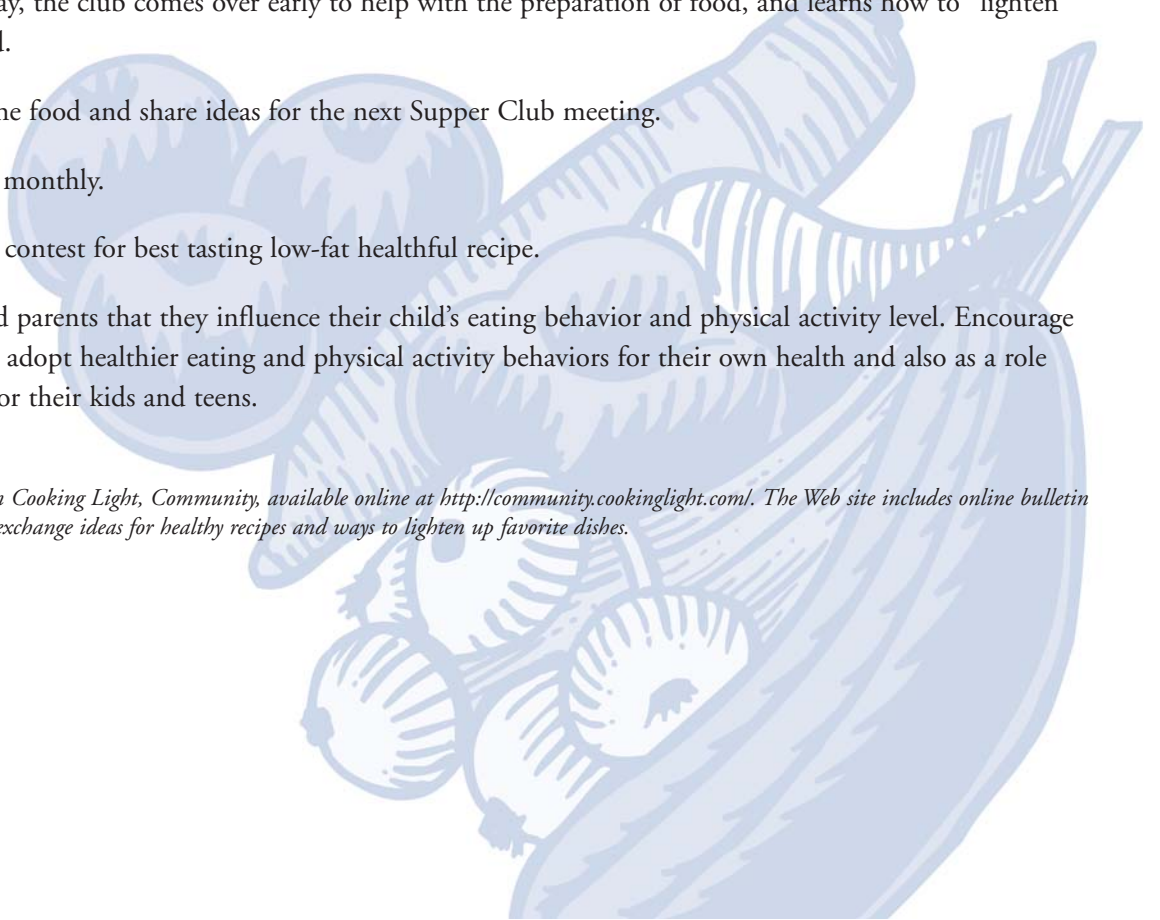 the club comes over early to help with the preparation of food, and learns how to “lighten
food and share ideas for the next Supper Club meeting.
monthly.
contest for best tasting low-fat healthful recipe.
parents that they influence their child’s eating behavior and physical activity level. Encourage
adopt healthier eating and physical activity behaviors for their own health and also as a role
their kids and teens.
Cooking Light, Community, available online at http://community.cookinglight.com/. The Web site includes online bulletin
exchange ideas for healthy recipes and ways to lighten up favorite dishes.